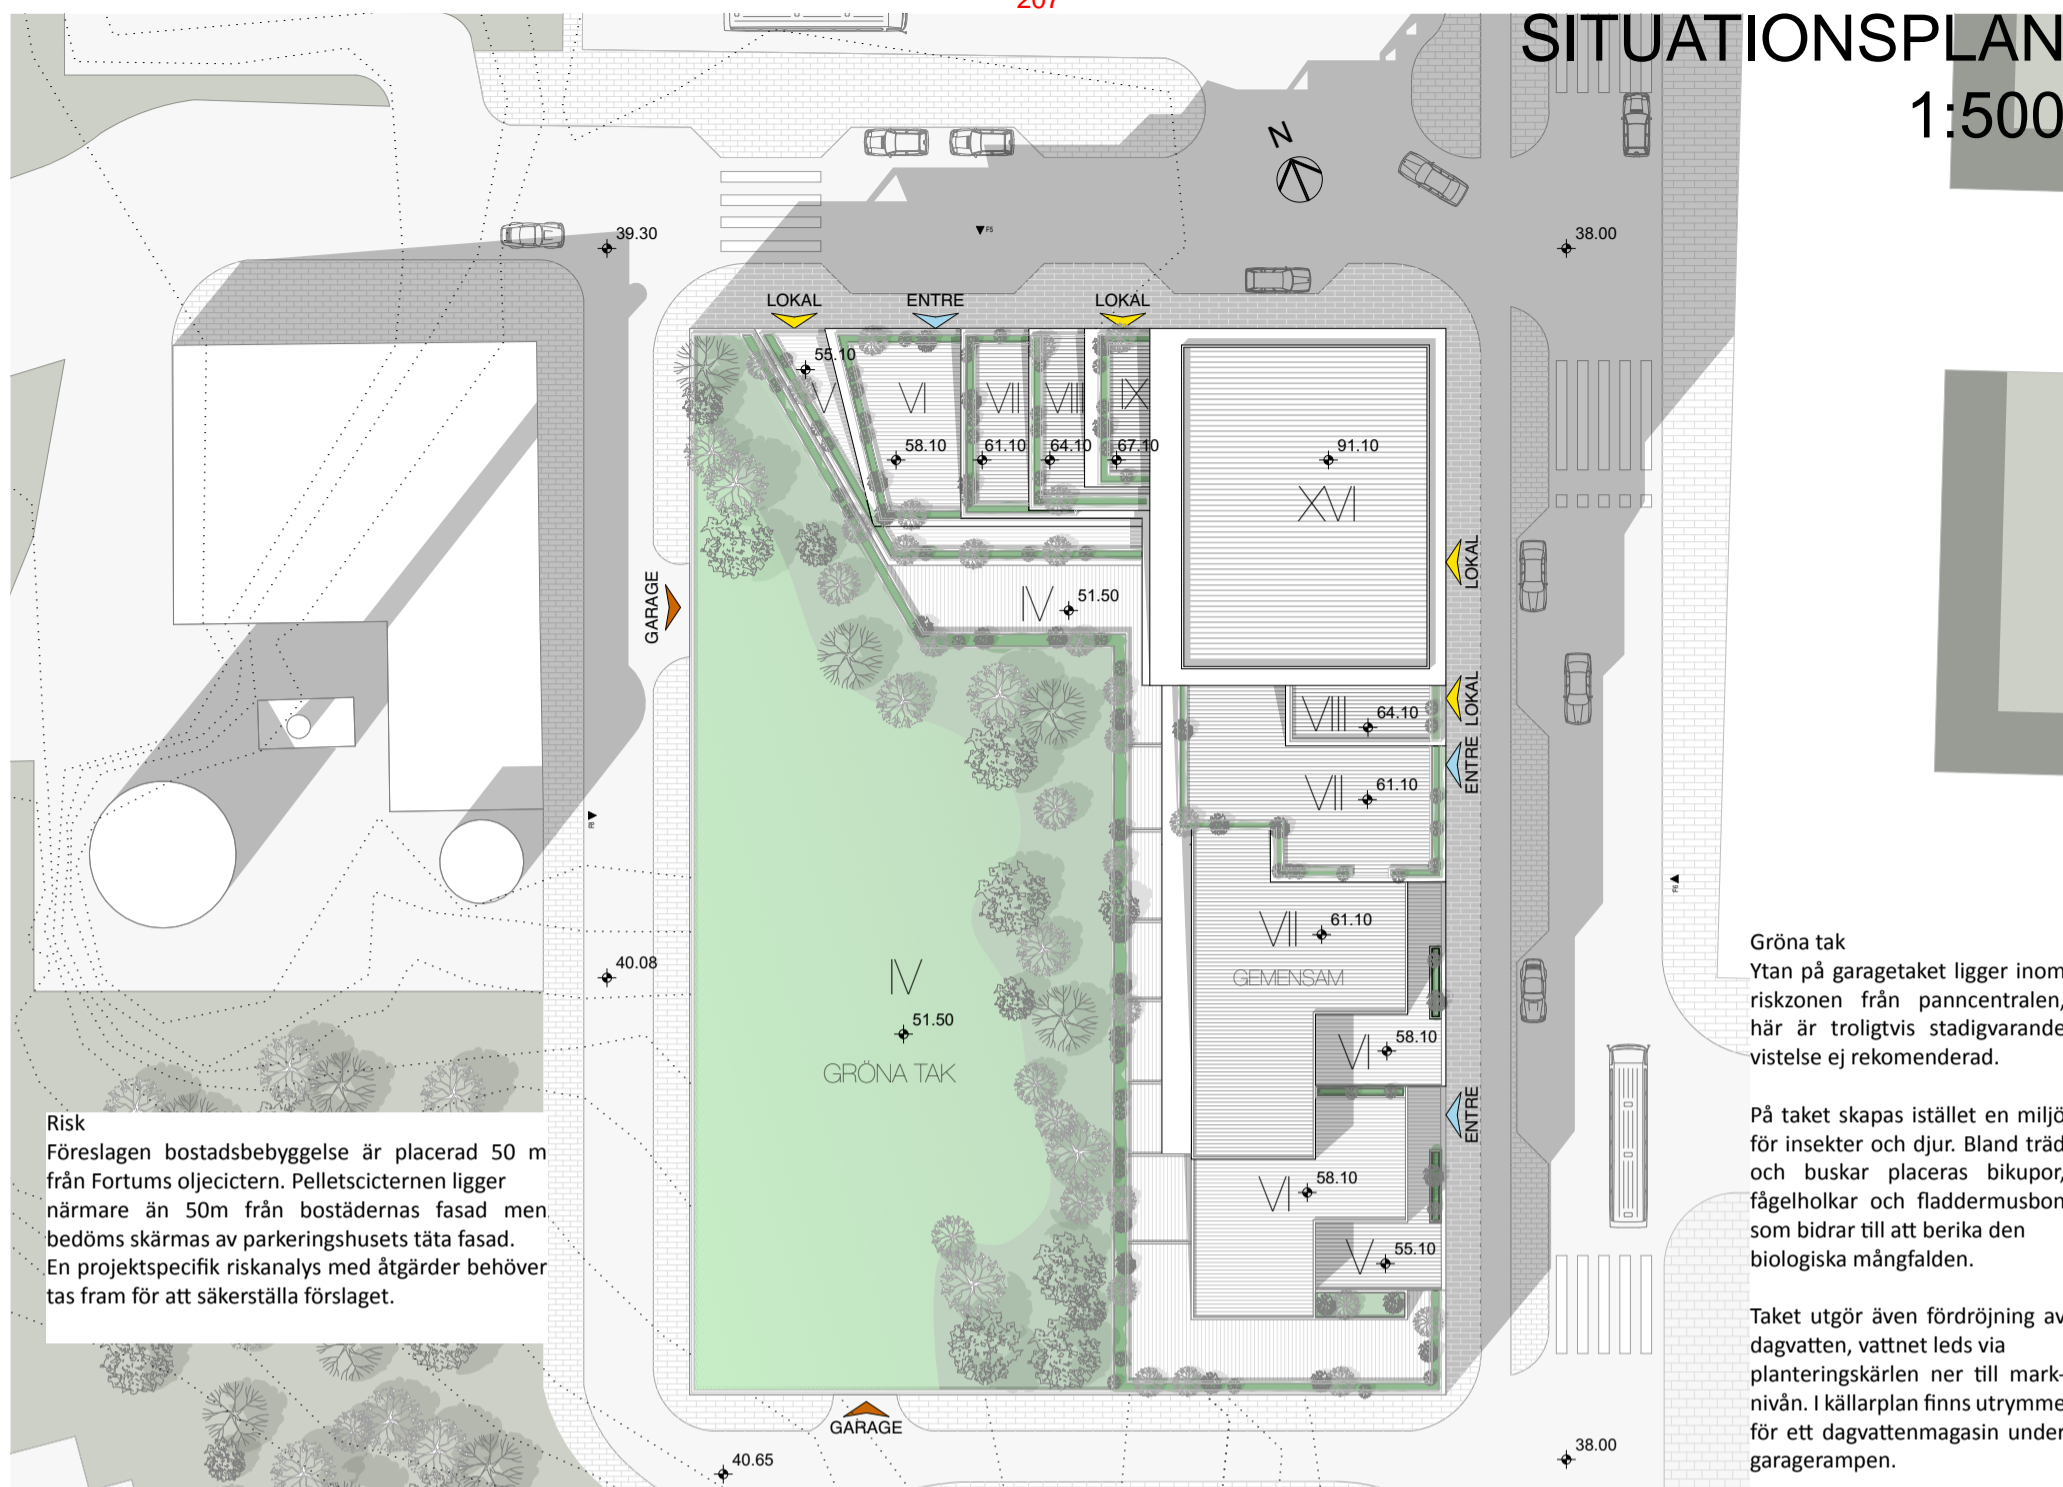 207
SITUATIONSPLAN
1:500
N
39.30
F5
38.00
LOKAL
ENTRE
LOKAL
55.10
V
VI
VII
VIII
IX
58.10
61.10
64.10
67.10
91.10
XVI
LOKAL
GARAGE
IV
51.50
LOKAL
VIII
64.10
ENTRE
VII
61.10
F6
VII
61.10
GEMENSAM
40.08
IV
51.50
GRÖNA TAK
VI
58.10
ENTRE
VI
58.10
V
55.10
GARAGE
40.65
38.00
Risk
Föreslagen bostadsbebyggelse är placerad 50 m
från Fortums oljecictern. Pelletscicternen ligger
närmare än 50m från bostädernas fasad men
bedöms skärmas av parkeringshusets täta fasad.
En projektspecifik riskanalys med åtgärder behöver
tas fram för att säkerställa förslaget.
Gröna tak
Ytan på garagetaket ligger inom
riskzonen från panncentralen,
här är troligtvis stadigvarande
vistelse ej rekomenderad.
På taket skapas istället en miljö
för insekter och djur. Bland träd
och buskar placeras bikupor,
fågelholkar och fladdermusbon
som bidrar till att berika den
biologiska mångfalden.
Taket utgör även fördröjning av
dagvatten, vattnet leds via
planteringskärlen ner till mark-
nivån. I källarplan finns utrymme
för ett dagvattenmagasin under
garagerampen.